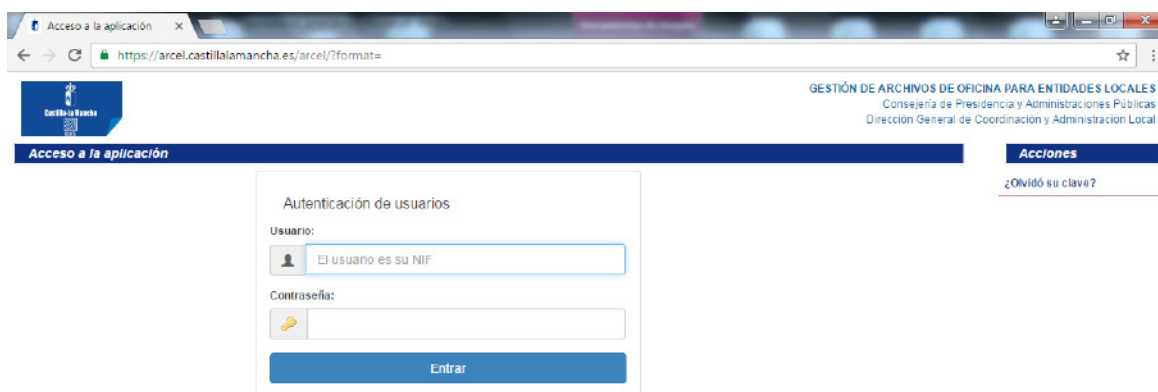 Acceso a la aplicación
https://arcel.castillalamancha.es/arcel/?format=
Castilla-La Mancha
GESTIÓN DE ARCHIVOS DE OFICINA PARA ENTIDADES LOCALES
Consejería de Presidencia y Administraciones Públicas
Dirección General de Coordinación y Administración Local
Acceso a la aplicación
Acciones
¿Olvidó su clave?
Autenticación de usuarios
Usuario:
El usuario es su NIF
Contraseña:
Entrar